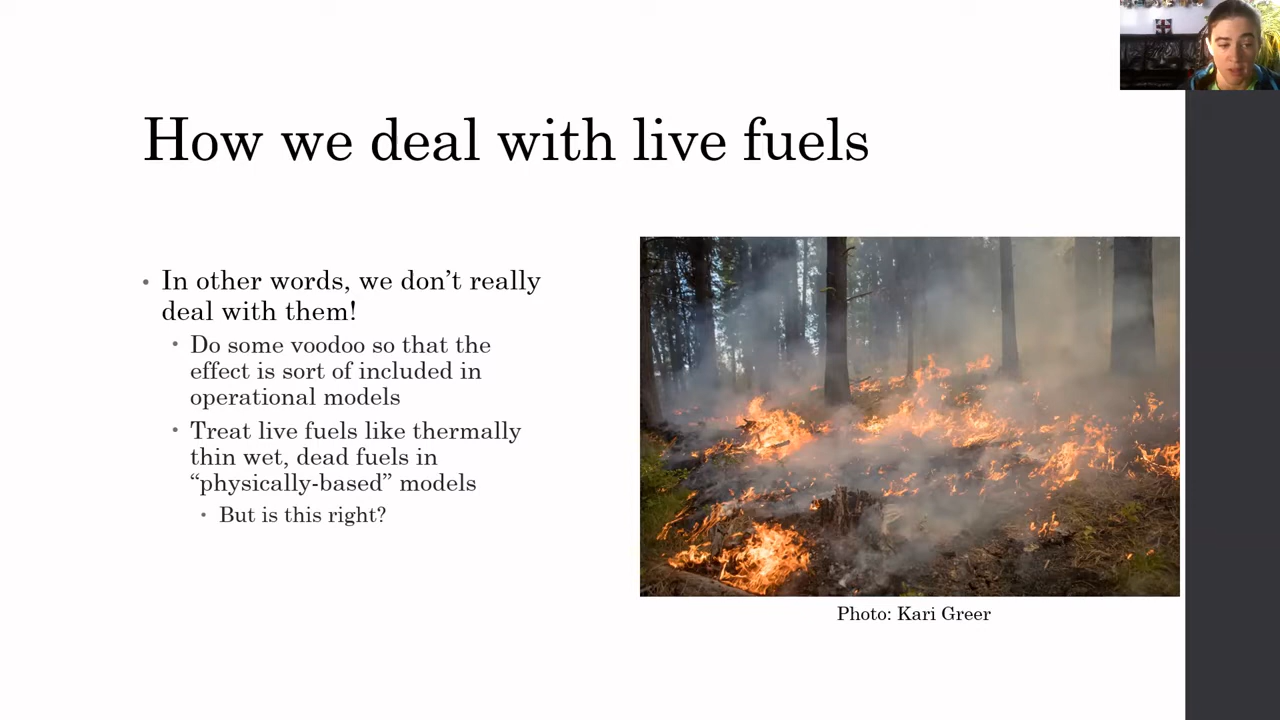 How we deal with live fuels
• In other words, we don’t really
deal with them!
• Do some voodoo so that the
effect is sort of included in
operational models
• Treat live fuels like thermally
thin wet, dead fuels in
“physically-based” models
• But is this right?
Photo: Kari Greer